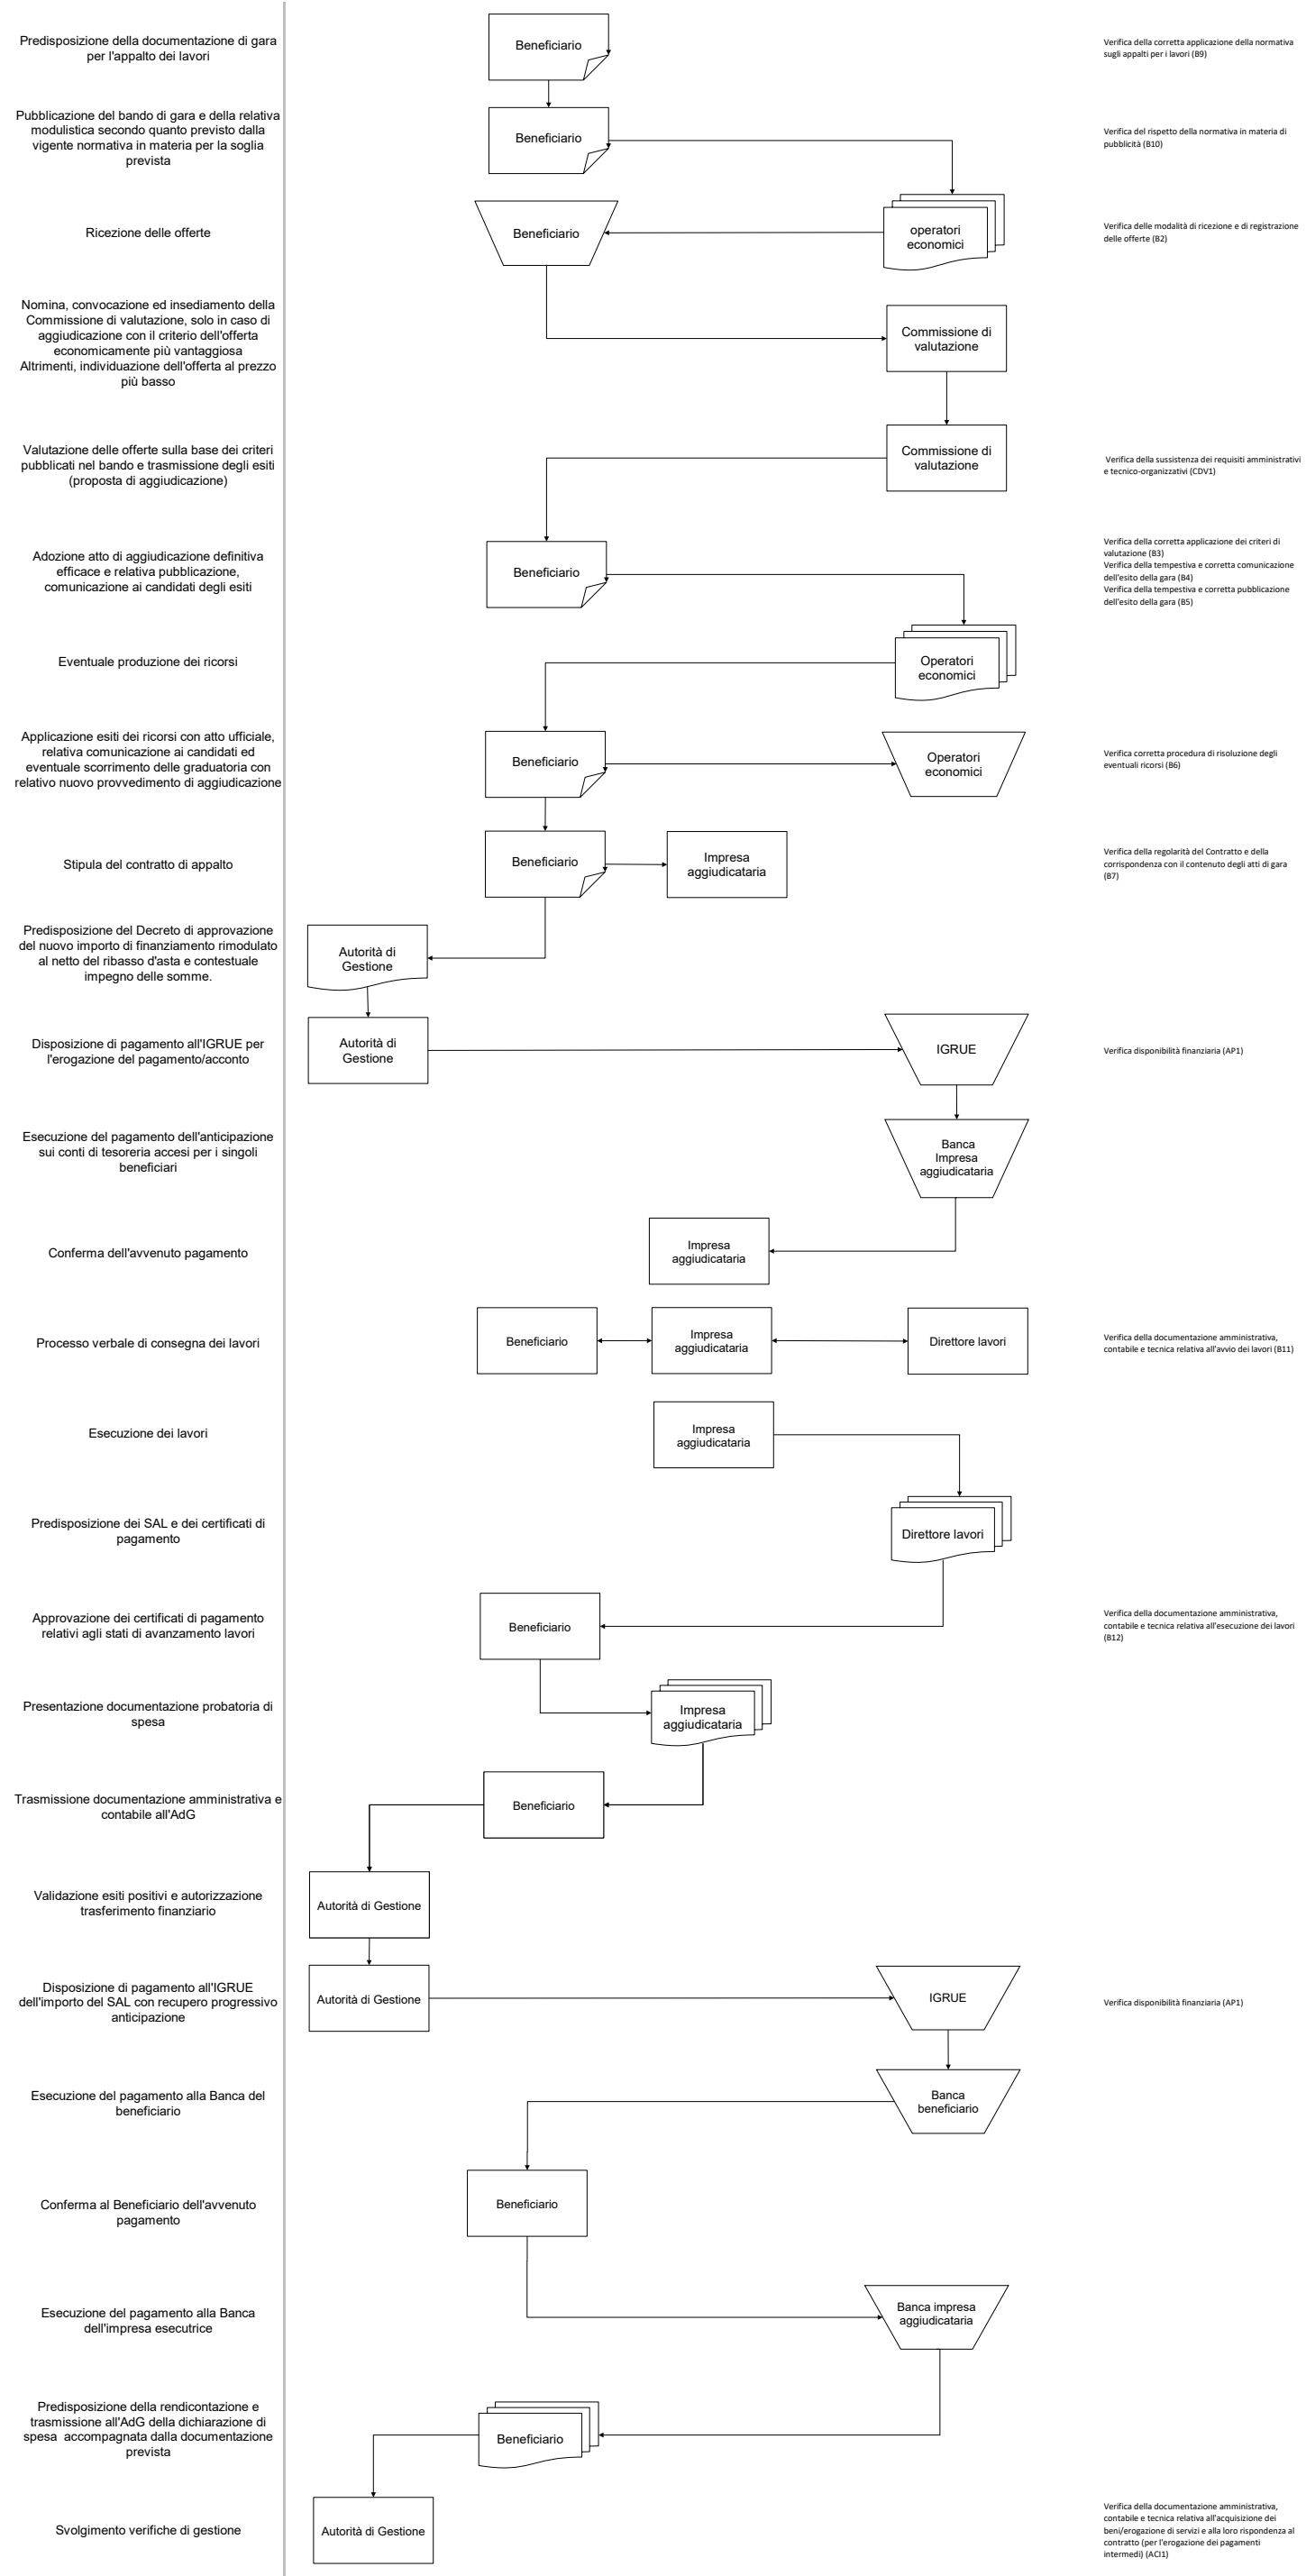 Predisposizione della documentazione di gara
per l'appalto dei lavori
Beneficiario
Verifica della corretta applicazione della normativa
sugli appalti per i lavori (B9)
Pubblicazione del bando di gara e della relativa
modulistica secondo quanto previsto dalla
vigente normativa in materia per la soglia
prevista
Beneficiario
Verifica del rispetto della normativa in materia di
pubblicità (B10)
Ricezione delle offerte
Beneficiario
operatori
economici
Verifica delle modalità di ricezione e di registrazione
delle offerte (B2)
Nomina, convocazione ed insediamento della
Commissione di valutazione, solo in caso di
aggiudicazione con il criterio dell'offerta
economicamente più vantaggiosa
Altrimenti, individuazione dell'offerta al prezzo
più basso
Commissione di
valutazione
Valutazione delle offerte sulla base dei criteri
pubblicati nel bando e trasmissione degli esiti
(proposta di aggiudicazione)
Commissione di
valutazione
Verifica della sussistenza dei requisiti amministrativi
e tecnico-organizzativi (CDV1)
Adozione atto di aggiudicazione definitiva
efficace e relativa pubblicazione,
comunicazione ai candidati degli esiti
Beneficiario
Verifica della corretta applicazione dei criteri di
valutazione (B3)
Verifica della tempestiva e corretta comunicazione
dell'esito della gara (B4)
Verifica della tempestiva e corretta pubblicazione
dell'esito della gara (B5)
Eventuale produzione dei ricorsi
Operatori
economici
Applicazione esiti dei ricorsi con atto ufficiale,
relativa comunicazione ai candidati ed
eventuale scorrimento delle graduatoria con
relativo nuovo provvedimento di aggiudicazione
Beneficiario
Operatori
economici
Verifica corretta procedura di risoluzione degli
eventuali ricorsi (B6)
Stipula del contratto di appalto
Beneficiario
Impresa
aggiudicataria
Verifica della regolarità del Contratto e della
corrispondenza con il contenuto degli atti di gara
(B7)
Predisposizione del Decreto di approvazione
del nuovo importo di finanziamento rimodulato
al netto del ribasso d'asta e contestuale
impegno delle somme.
Autorità di
Gestione
Disposizione di pagamento all'IGRUE per
l'erogazione del pagamento/acconto
Autorità di
Gestione
IGRUE
Verifica disponibilità finanziaria (AP1)
Esecuzione del pagamento dell'anticipazione
sui conti di tesoreria accesi per i singoli
beneficiari
Banca
Impresa
aggiudicataria
Conferma dell'avvenuto pagamento
Impresa
aggiudicataria
Processo verbale di consegna dei lavori
Beneficiario
Impresa
aggiudicataria
Direttore lavori
Verifica della documentazione amministrativa,
contabile e tecnica relativa all'avvio dei lavori (B11)
Esecuzione dei lavori
Impresa
aggiudicataria
Predisposizione dei SAL e dei certificati di
pagamento
Direttore lavori
Approvazione dei certificati di pagamento
relativi agli stati di avanzamento lavori
Beneficiario
Verifica della documentazione amministrativa,
contabile e tecnica relativa all'esecuzione dei lavori
(B12)
Presentazione documentazione probatoria di
spesa
Impresa
aggiudicataria
Trasmissione documentazione amministrativa e
contabile all'AdG
Beneficiario
Validazione esiti positivi e autorizzazione
trasferimento finanziario
Autorità di Gestione
Disposizione di pagamento all'IGRUE
dell'importo del SAL con recupero progressivo
anticipazione
Autorità di Gestione
IGRUE
Verifica disponibilità finanziaria (AP1)
Esecuzione del pagamento alla Banca del
beneficiario
Banca
beneficiario
Conferma al Beneficiario dell'avvenuto
pagamento
Beneficiario
Esecuzione del pagamento alla Banca
dell'impresa esecutrice
Banca impresa
aggiudicataria
Predisposizione della rendicontazione e
trasmissione all'AdG della dichiarazione di
spesa accompagnata dalla documentazione
prevista
Beneficiario
Svolgimento verifiche di gestione
Autorità di Gestione
Verifica della documentazione amministrativa,
contabile e tecnica relativa all'acquisizione dei
beni/erogazione di servizi e alla loro rispondenza al
contratto (per l'erogazione dei pagamenti
intermedi) (ACI1)